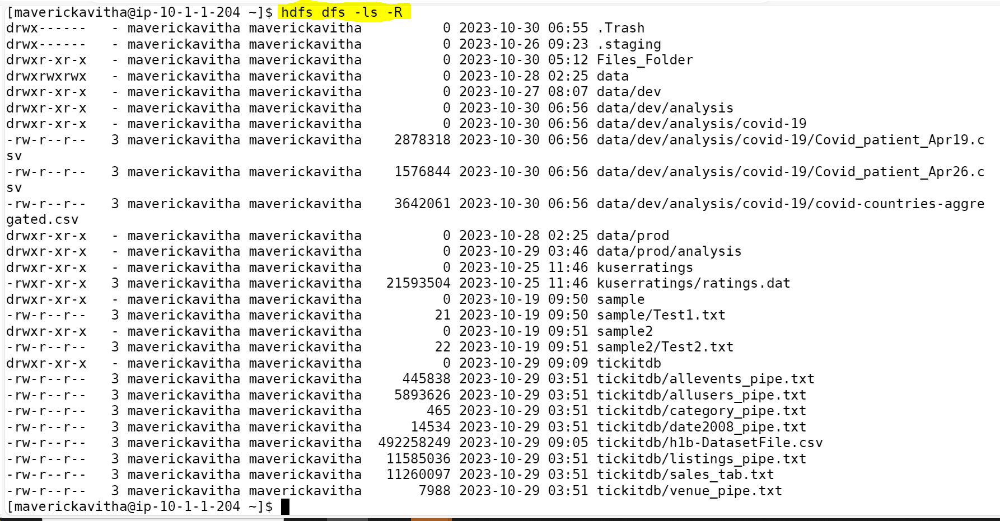 [maverickavitha@ip-10-1-1-204 ~]$ hdfs dfs -ls -R
drwx------   - maverickavitha maverickavitha          0 2023-10-30 06:55 .Trash
drwx------   - maverickavitha maverickavitha          0 2023-10-26 09:23 .staging
drwxr-xr-x   - maverickavitha maverickavitha          0 2023-10-30 05:12 Files_Folder
drwxrwxrwx   - maverickavitha maverickavitha          0 2023-10-28 02:25 data
drwxr-xr-x   - maverickavitha maverickavitha          0 2023-10-27 08:07 data/dev
drwxr-xr-x   - maverickavitha maverickavitha          0 2023-10-30 06:56 data/dev/analysis
drwxr-xr-x   - maverickavitha maverickavitha          0 2023-10-30 06:56 data/dev/analysis/covid-19
-rw-r--r--   3 maverickavitha maverickavitha    2878318 2023-10-30 06:56 data/dev/analysis/covid-19/Covid_patient_Apr19.c
sv
-rw-r--r--   3 maverickavitha maverickavitha    1576844 2023-10-30 06:56 data/dev/analysis/covid-19/Covid_patient_Apr26.c
sv
-rw-r--r--   3 maverickavitha maverickavitha    3642061 2023-10-30 06:56 data/dev/analysis/covid-19/covid-countries-aggre
gated.csv
drwxr-xr-x   - maverickavitha maverickavitha          0 2023-10-28 02:25 data/prod
drwxr-xr-x   - maverickavitha maverickavitha          0 2023-10-29 03:46 data/prod/analysis
drwxr-xr-x   - maverickavitha maverickavitha          0 2023-10-25 11:46 kuserratings
-rwxr-xr-x   3 maverickavitha maverickavitha   21593504 2023-10-25 11:46 kuserratings/ratings.dat
drwxr-xr-x   - maverickavitha maverickavitha          0 2023-10-19 09:50 sample
-rw-r--r--   3 maverickavitha maverickavitha         21 2023-10-19 09:50 sample/Test1.txt
drwxr-xr-x   - maverickavitha maverickavitha          0 2023-10-19 09:51 sample2
-rw-r--r--   3 maverickavitha maverickavitha         22 2023-10-19 09:51 sample2/Test2.txt
drwxr-xr-x   - maverickavitha maverickavitha          0 2023-10-29 09:09 tickitdb
-rw-r--r--   3 maverickavitha maverickavitha     445838 2023-10-29 03:51 tickitdb/allevents_pipe.txt
-rw-r--r--   3 maverickavitha maverickavitha    5893626 2023-10-29 03:51 tickitdb/allusers_pipe.txt
-rw-r--r--   3 maverickavitha maverickavitha        465 2023-10-29 03:51 tickitdb/category_pipe.txt
-rw-r--r--   3 maverickavitha maverickavitha      14534 2023-10-29 03:51 tickitdb/date2008_pipe.txt
-rw-r--r--   3 maverickavitha maverickavitha  492258249 2023-10-29 09:05 tickitdb/h1b-DatasetFile.csv
-rw-r--r--   3 maverickavitha maverickavitha   11585036 2023-10-29 03:51 tickitdb/listings_pipe.txt
-rw-r--r--   3 maverickavitha maverickavitha   11260097 2023-10-29 03:51 tickitdb/sales_tab.txt
-rw-r--r--   3 maverickavitha maverickavitha       7988 2023-10-29 03:51 tickitdb/venue_pipe.txt
[maverickavitha@ip-10-1-1-204 ~]$